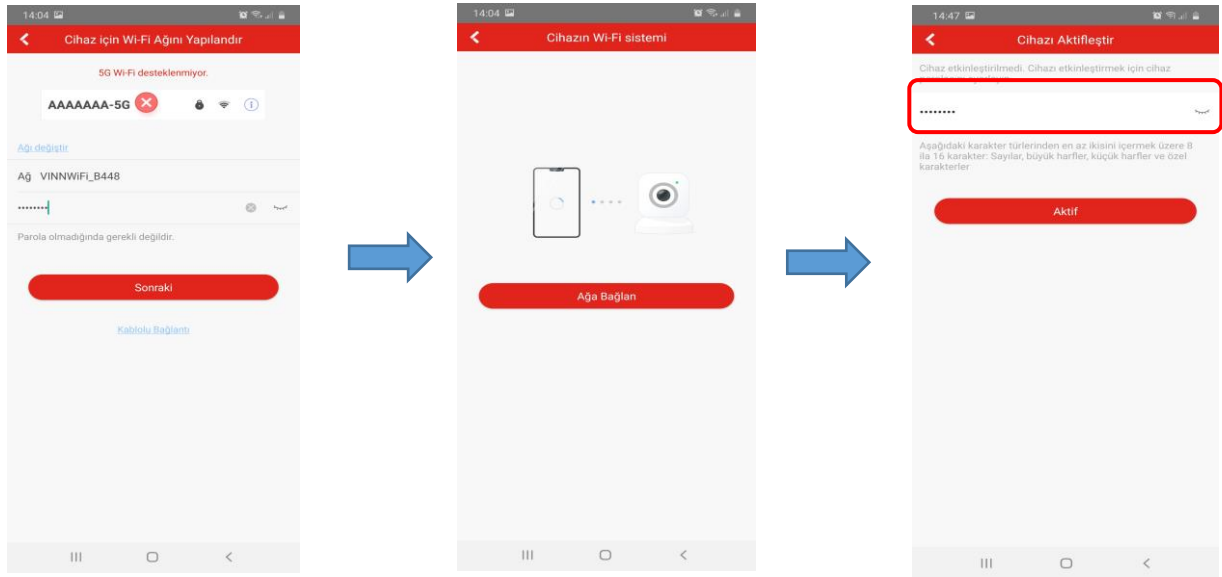 14:04
Cihaz için Wi-Fi Ağını Yapılandır
5G Wi-Fi desteklenmiyor.
AAAAAAA-5G
Ağı değiştir
Ağ VINNWiFi_B448
••••••••
Parola olmadığında gerekli değildir.
Sonraki
Kablolu Bağlantı
14:04
Cihazın Wi-Fi sistemi
Ağa Bağlan
14:47
Cihazı Aktifleştir
Cihaz etkinleştirilmedi. Cihazı etkinleştirmek için cihaz
••••••••
Aşağıdaki karakter türlerinden en az ikisini içermek üzere 8
ila 16 karakter: Sayılar, büyük harfler, küçük harfler ve özel
karakterler
Aktif